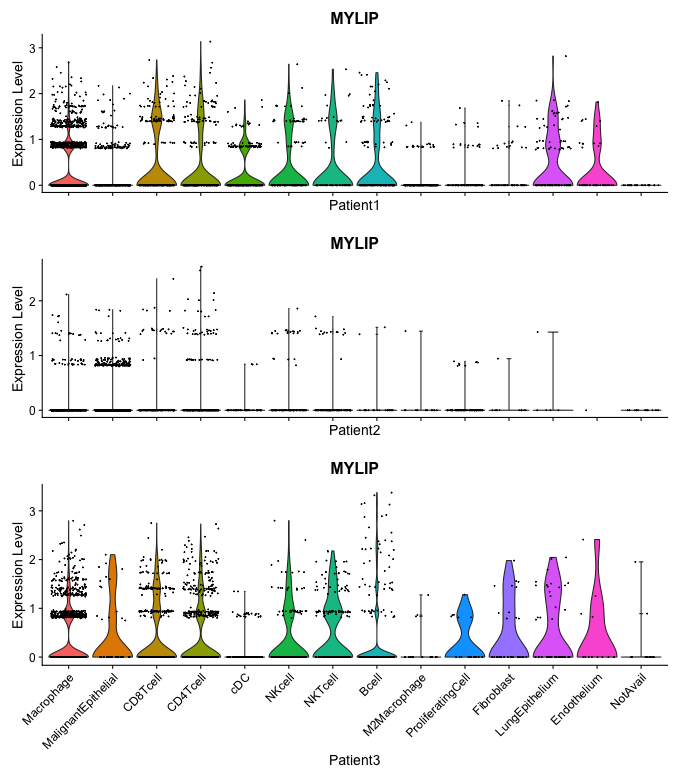 MYLIP
Expression Level
3
2
1
0
Patient1
MYLIP
Expression Level
2
1
0
Patient2
MYLIP
Expression Level
3
2
1
0
Macrophage
MalignantEpithelial
CD8Tcell
CD4Tcell
cDC
NKcell
NKTcell
Bcell
M2Macrophage
ProliferatingCell
Fibroblast
LungEpithelium
Endothelium
NotAvail
Patient3